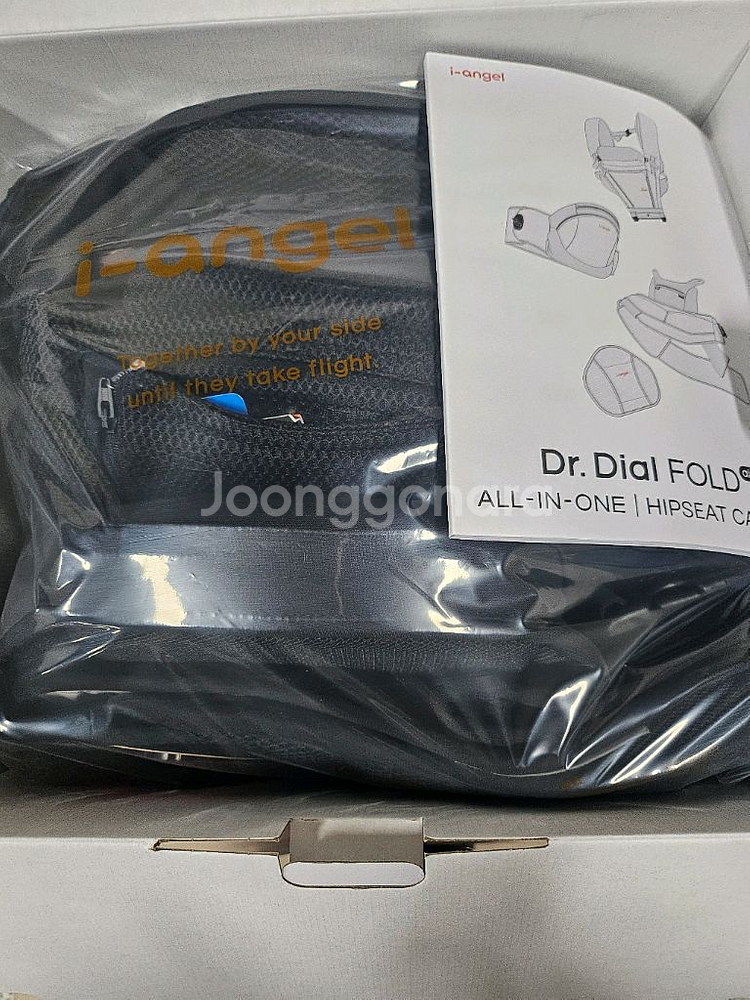 i-angel
i-angel
Together by your side
until they take flight.
i-angel
Dr. Dial FOLD
ALL-IN-ONE | HIPSEAT CA
Joonggonara